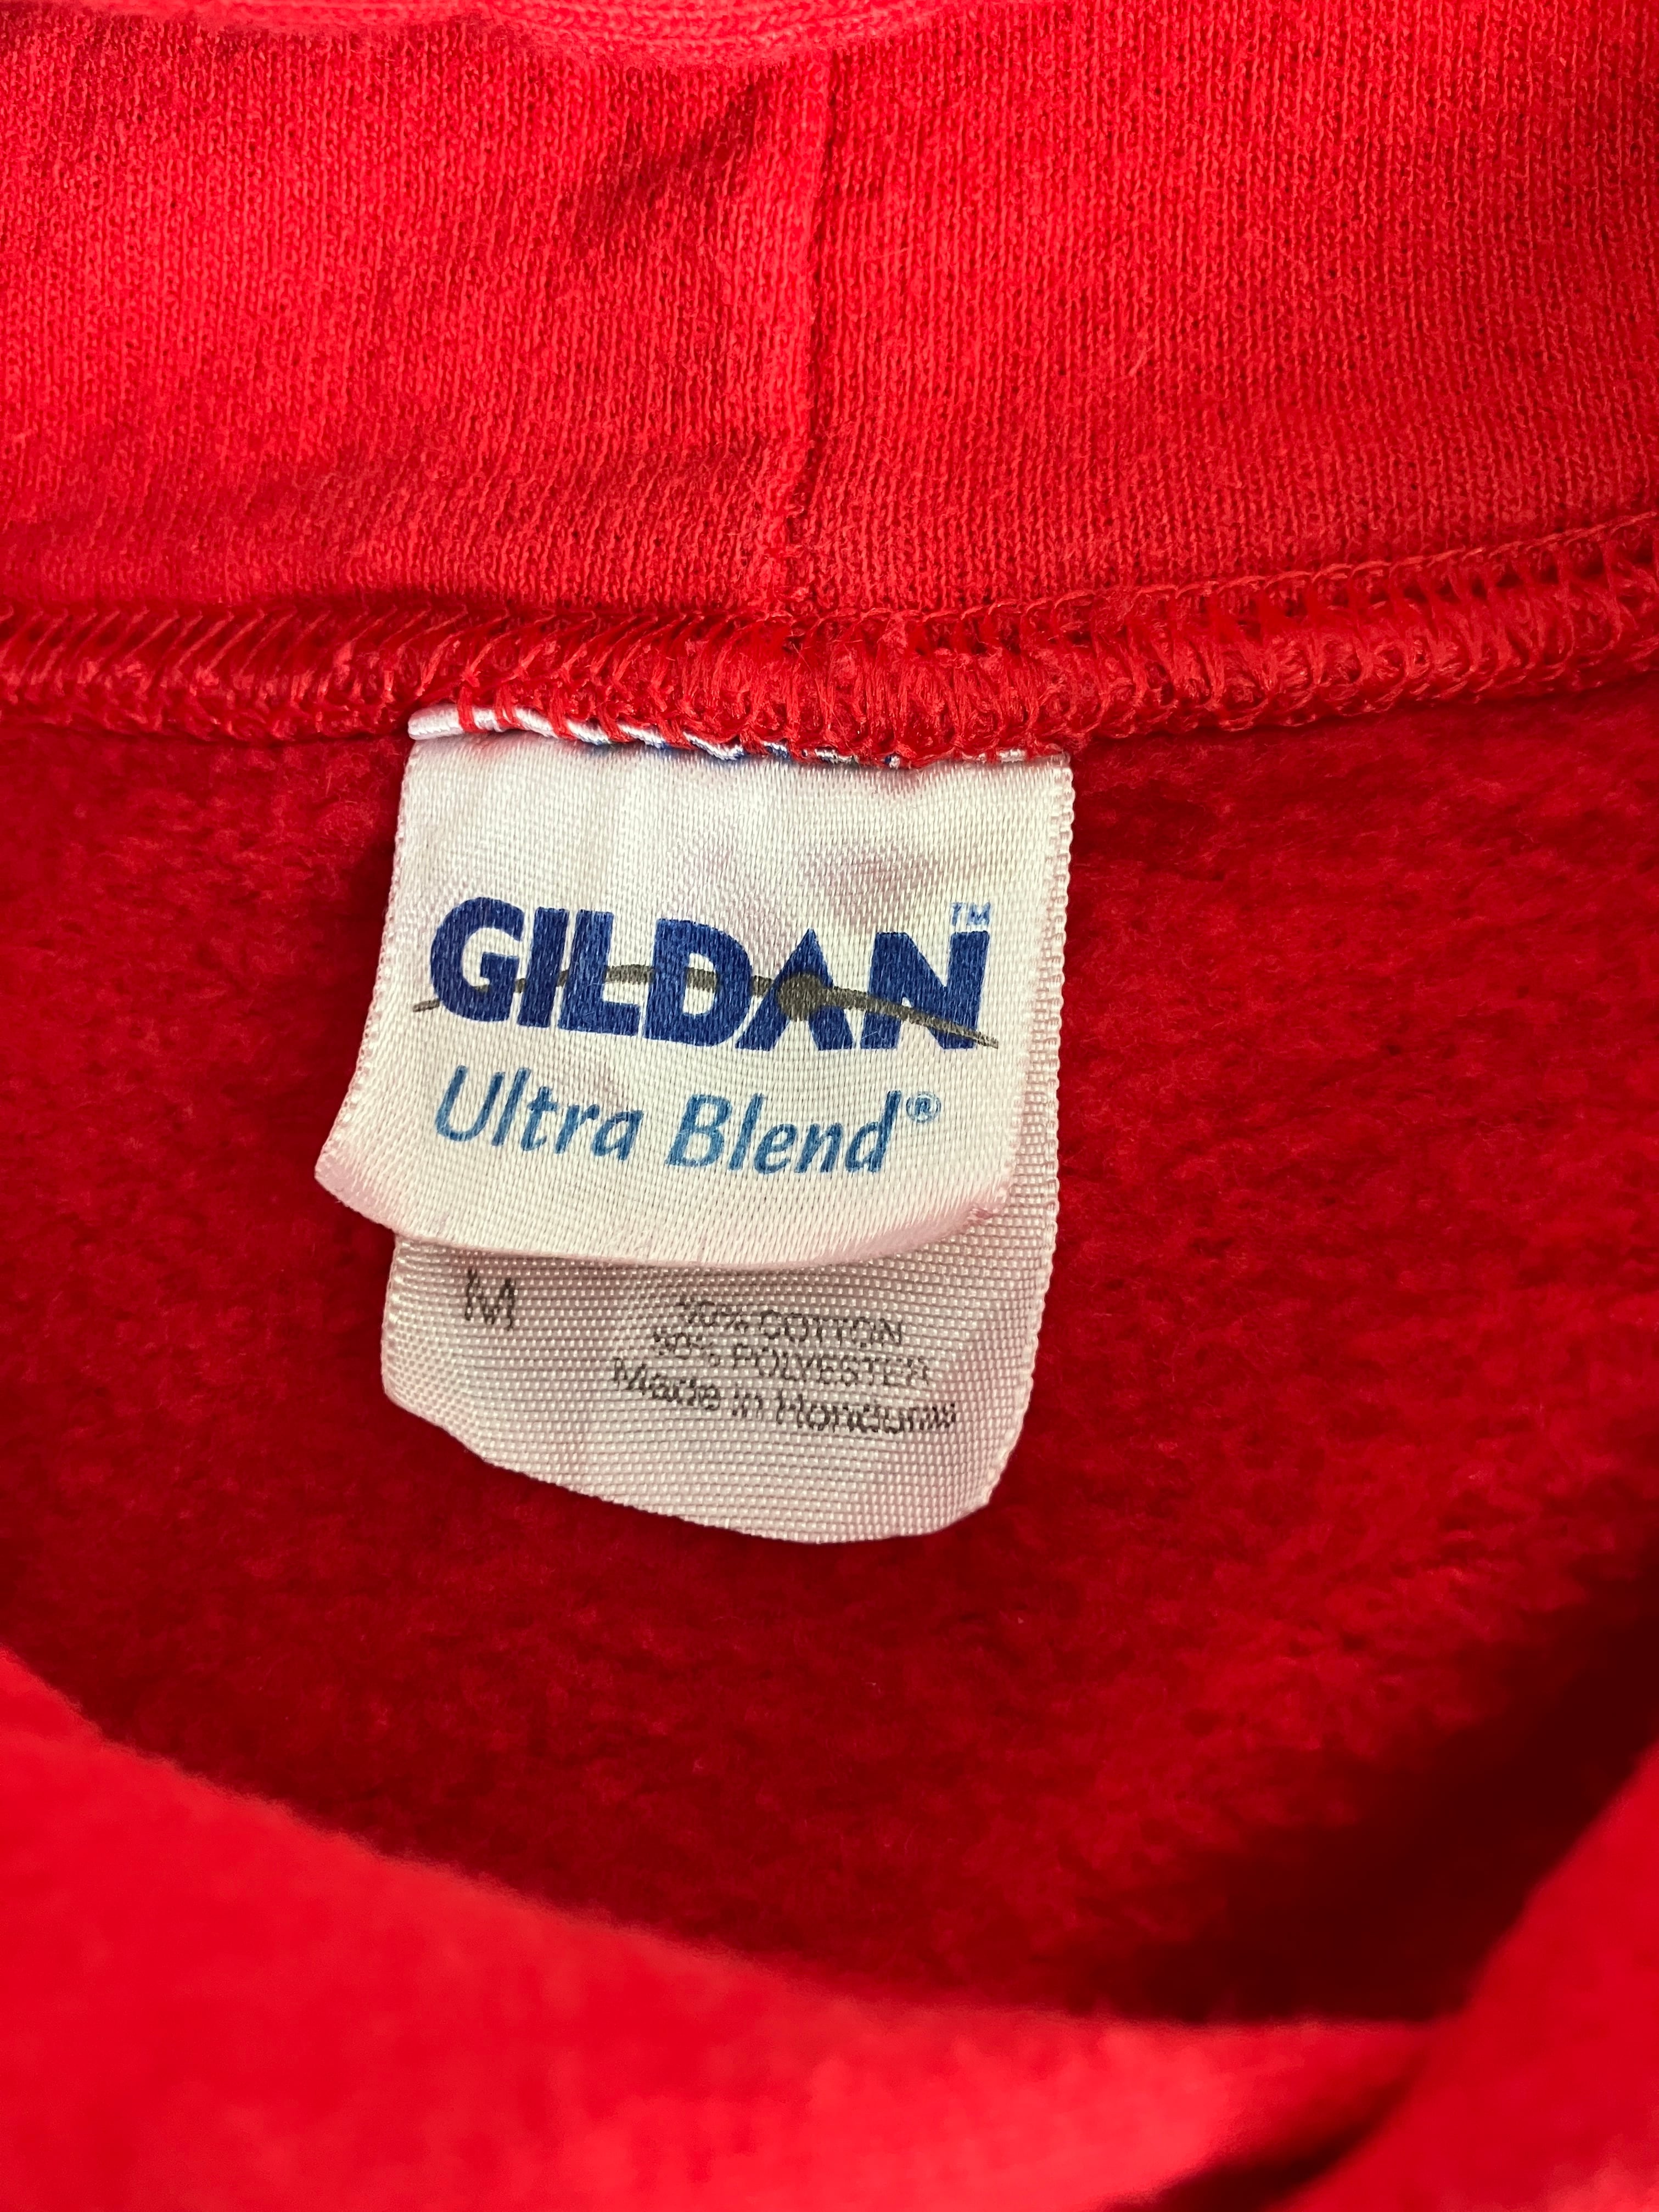 GILDAN™
Ultra Blend®
M
50% COTTON
50% POLYESTER
Made in Honduras